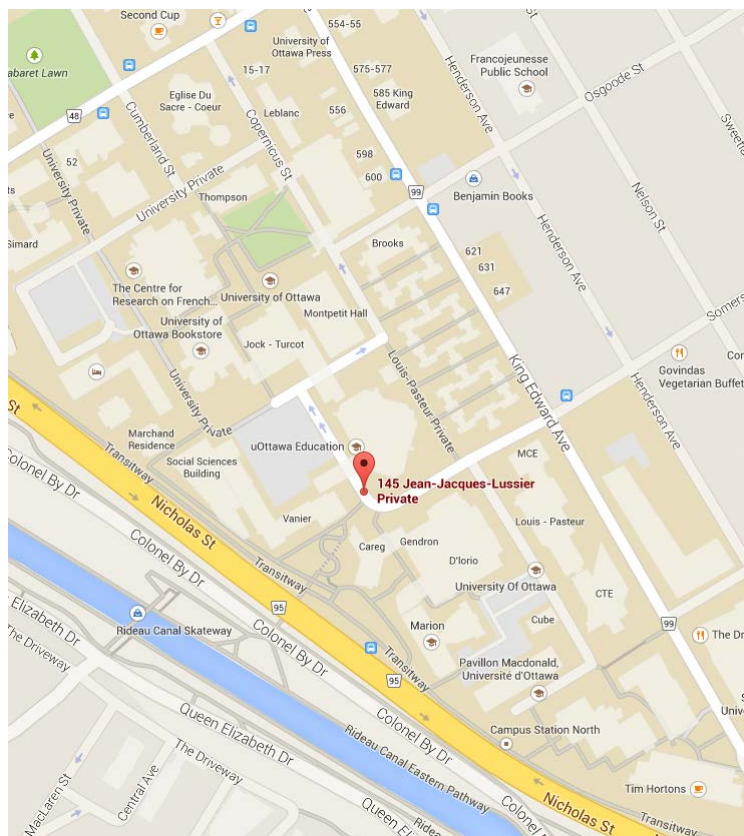 Second Cup
554-55
University of
Ottawa Press
Henderson Ave
Francojeunesse
Public School
Osgoode St
abaret Lawn
15-17
575-577
Eglise Du
Sacre - Coeur
Leblanc
556
585 King
Edward
48
Cumberland St
Copernicus St
52
598
600
99
University Private
University Private
Thompson
Benjamin Books
Nelson St
Simard
Brooks
621
631
647
Henderson Ave
The Centre for
Research on French...
University of Ottawa
Montpetit Hall
University of
Ottawa Bookstore
Jock - Turcot
Louis-Pasteur Private
King Edward Ave
Govindas
Vegetarian Buffet
University Private
Henderson Ave
St
Transitway
Marchand
Residence
uOttawa Education
Social Sciences
Building
MCE
145 Jean-Jacques-Lussier
Private
Colonel By Dr
Nicholas St
Vanier
Louis - Pasteur
Careg
Gendron
D'Iorio
Colonel By Dr
Transitway
University Of Ottawa
CTE
95
Elizabeth Dr
The Driveway
Rideau Canal Skateway
Colonel By Dr
Marion
Cube
99
Transitway
Pavillon Macdonald,
Université d'Ottawa
95
Queen Elizabeth Dr
Colonel By Dr
Campus Station North
The Driveway
Rideau Canal Eastern Pathway
Central Ave
MacLaren St
Tim Hortons
Nicholas St
Queen Eliza
Colonel
Rideau